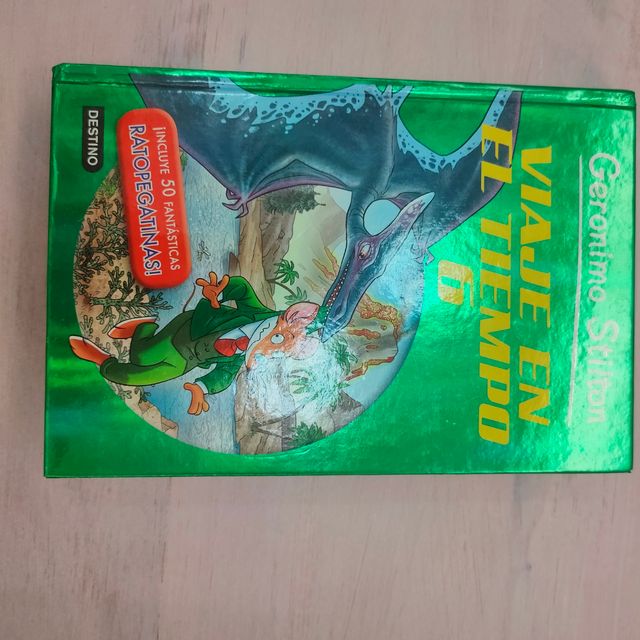 Geronimo Stilton
VIAJE EN
EL TIEMPO
6
¡INCLUYE 50 FANTÁSTICAS
RATOPEGATINAS!
DESTINO